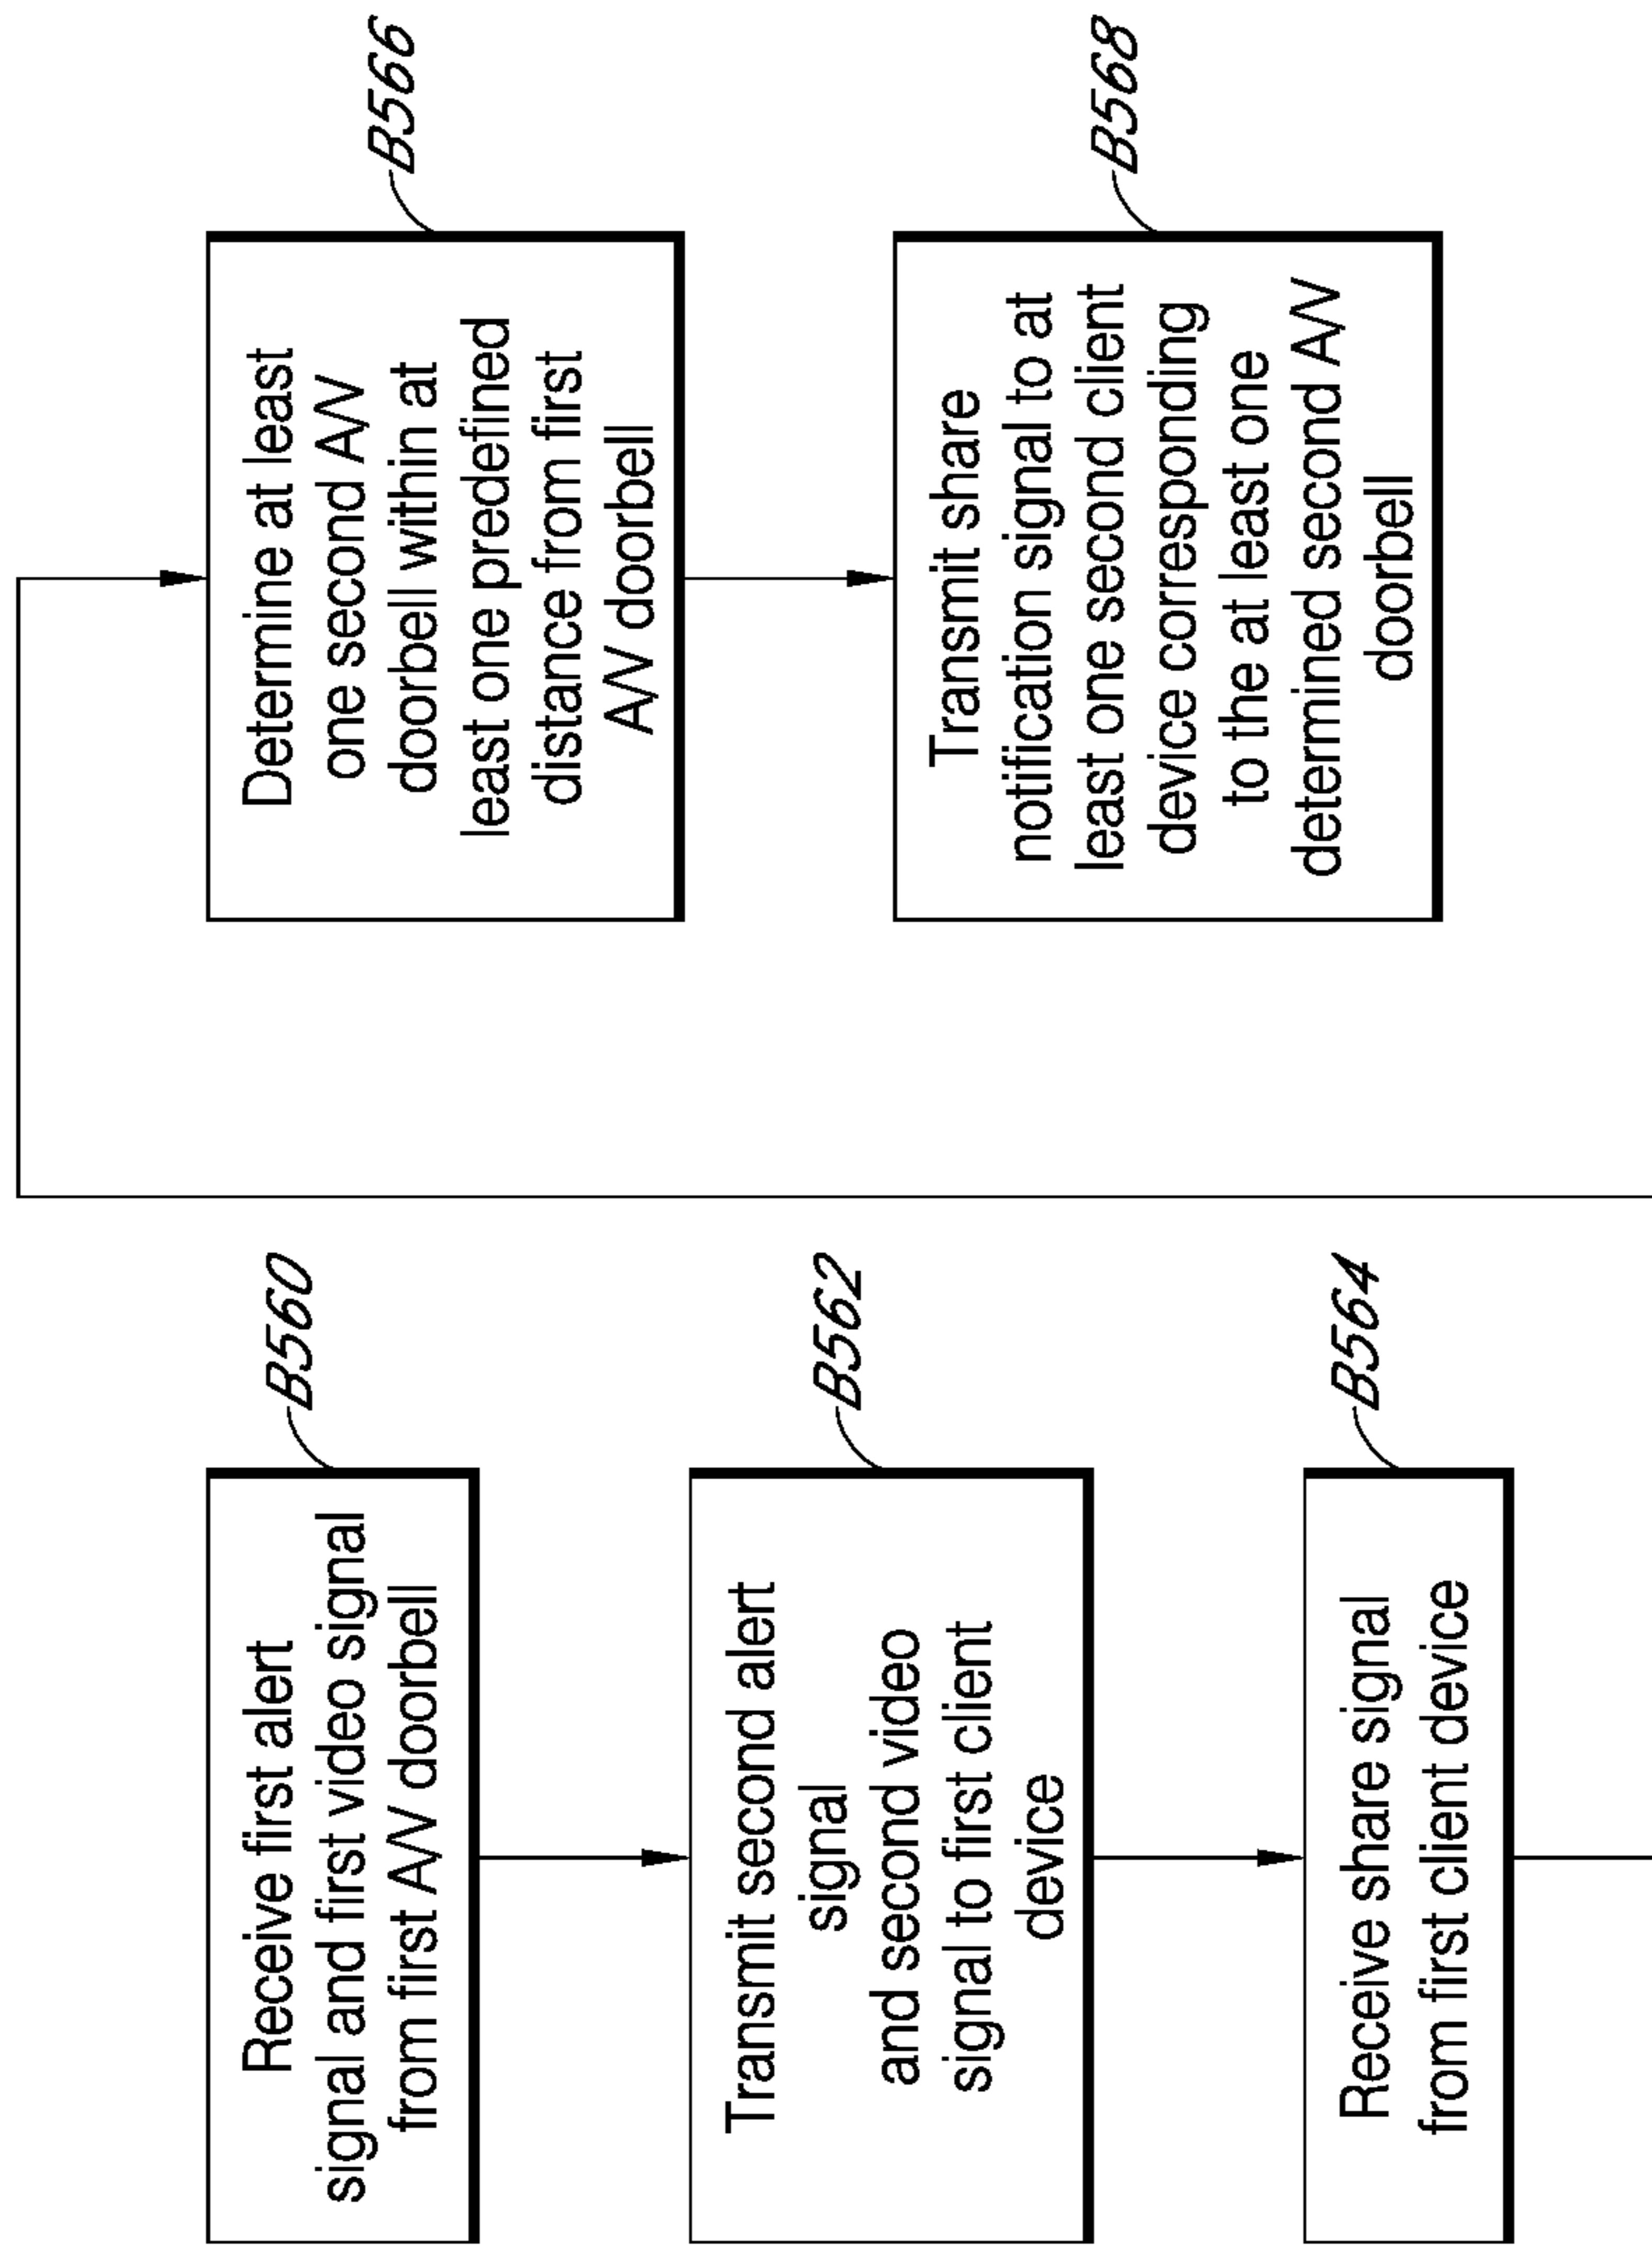 B560
Receive first alert
signal and first video signal
from first A/V doorbell
B562
Transmit second alert
signal
and second video
signal to first client
device
B564
Receive share signal
from first client device
B566
Determine at least
one second A/V
doorbell within at
least one predefined
distance from first
A/V doorbell
B568
Transmit share
notification signal to at
least one second client
device corresponding
to the at least one
determined second A/V
doorbell